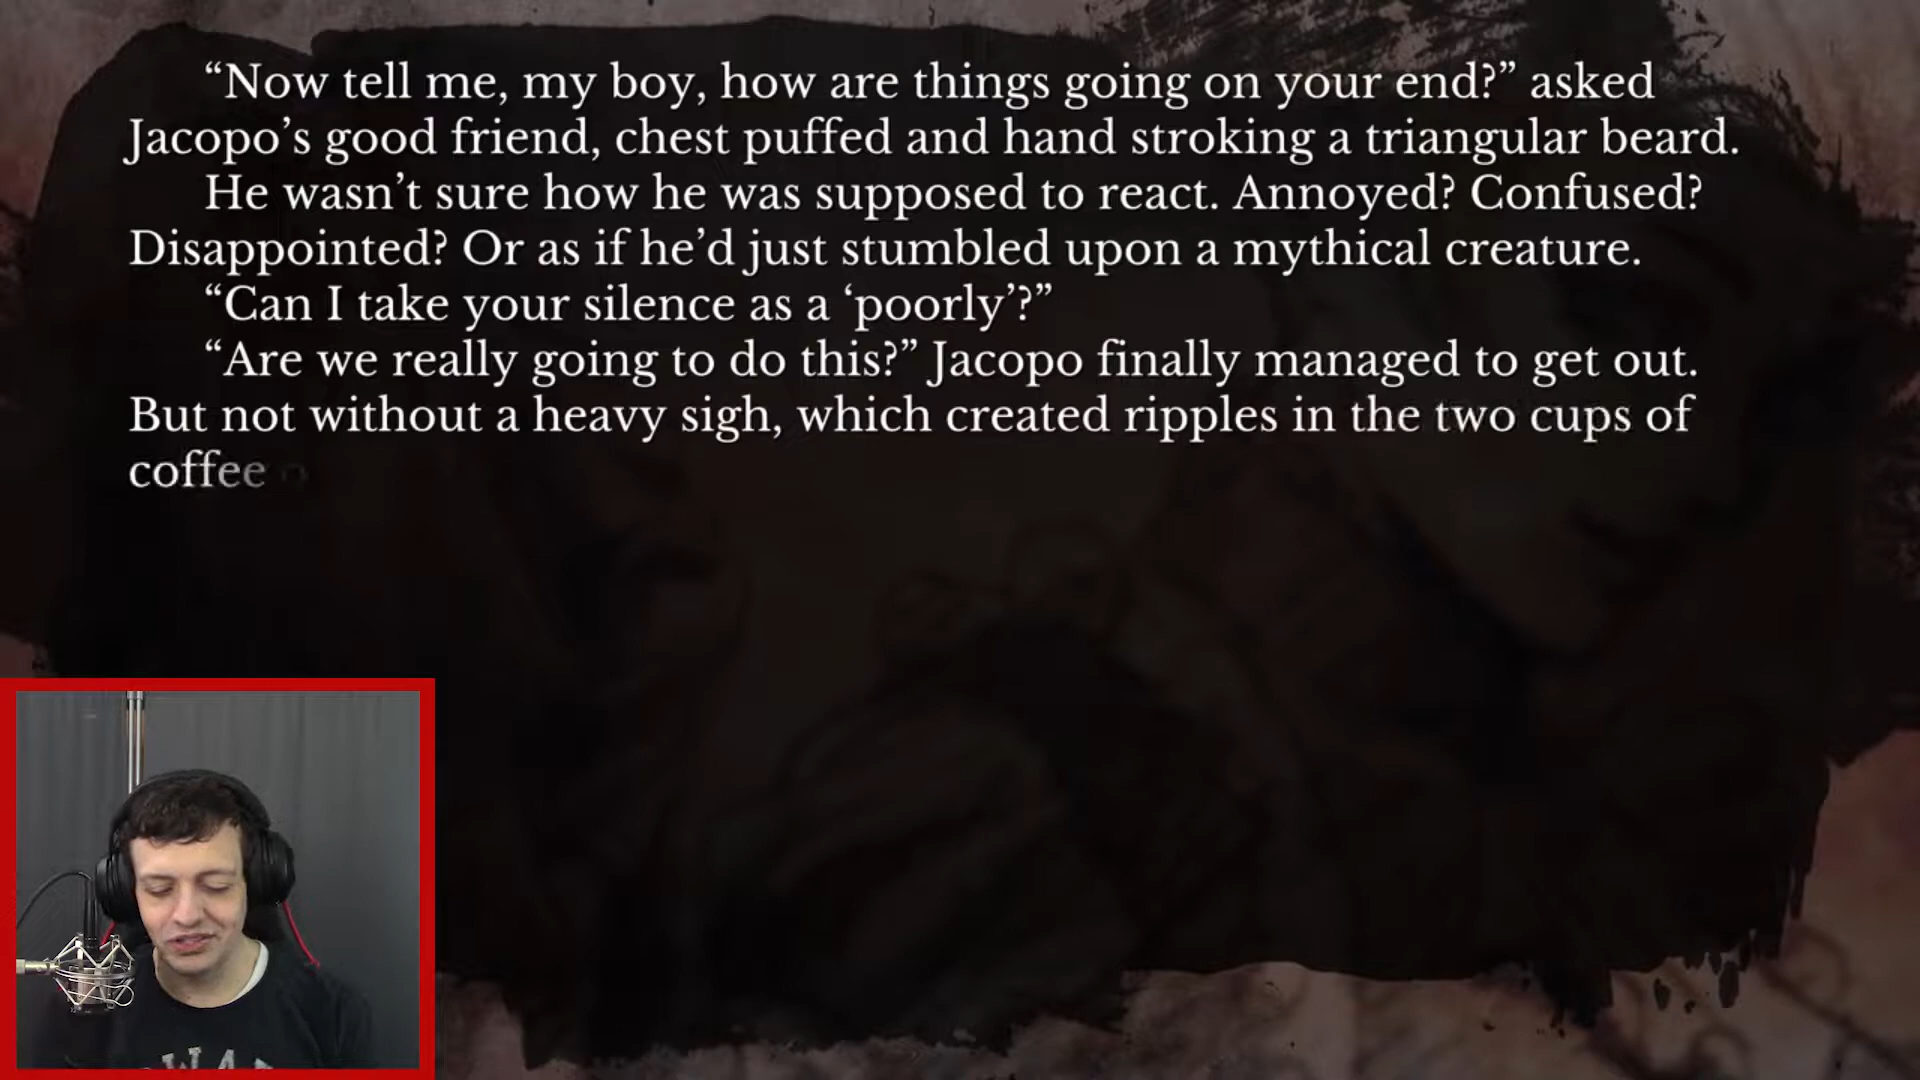 “Now tell me, my boy, how are things going on your end?” asked
Jacopo’s good friend, chest puffed and hand stroking a triangular beard.
He wasn’t sure how he was supposed to react. Annoyed? Confused?
Disappointed? Or as if he’d just stumbled upon a mythical creature.
“Can I take your silence as a ‘poorly’?”
“Are we really going to do this?” Jacopo finally managed to get out.
But not without a heavy sigh, which created ripples in the two cups of
coffee